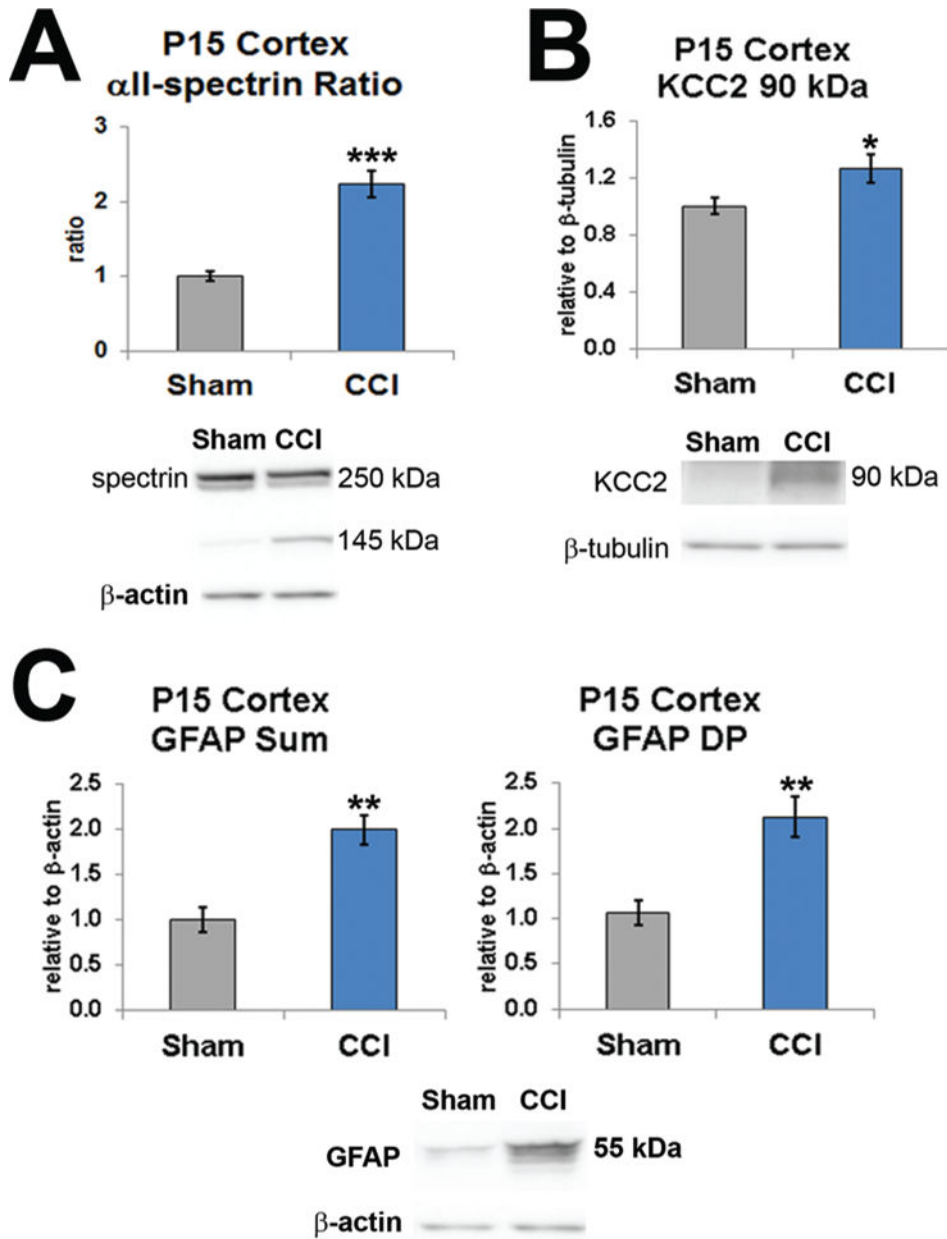 A
P15 Cortex
αII-spectrin Ratio
3
2
1
0
ratio
***
Sham CCI
Sham CCI
spectrin 250 kDa
145 kDa
β-actin
B
P15 Cortex
KCC2 90 kDa
1.6
1.2
0.8
0.4
0.0
relative to β-tubulin
*
Sham CCI
Sham CCI
KCC2 90 kDa
β-tubulin
C
P15 Cortex
GFAP Sum
2.5
2.0
1.5
1.0
0.5
0.0
relative to β-actin
**
Sham CCI
P15 Cortex
GFAP DP
2.5
2.0
1.5
1.0
0.5
0.0
relative to β-actin
**
Sham CCI
Sham CCI
GFAP 55 kDa
β-actin